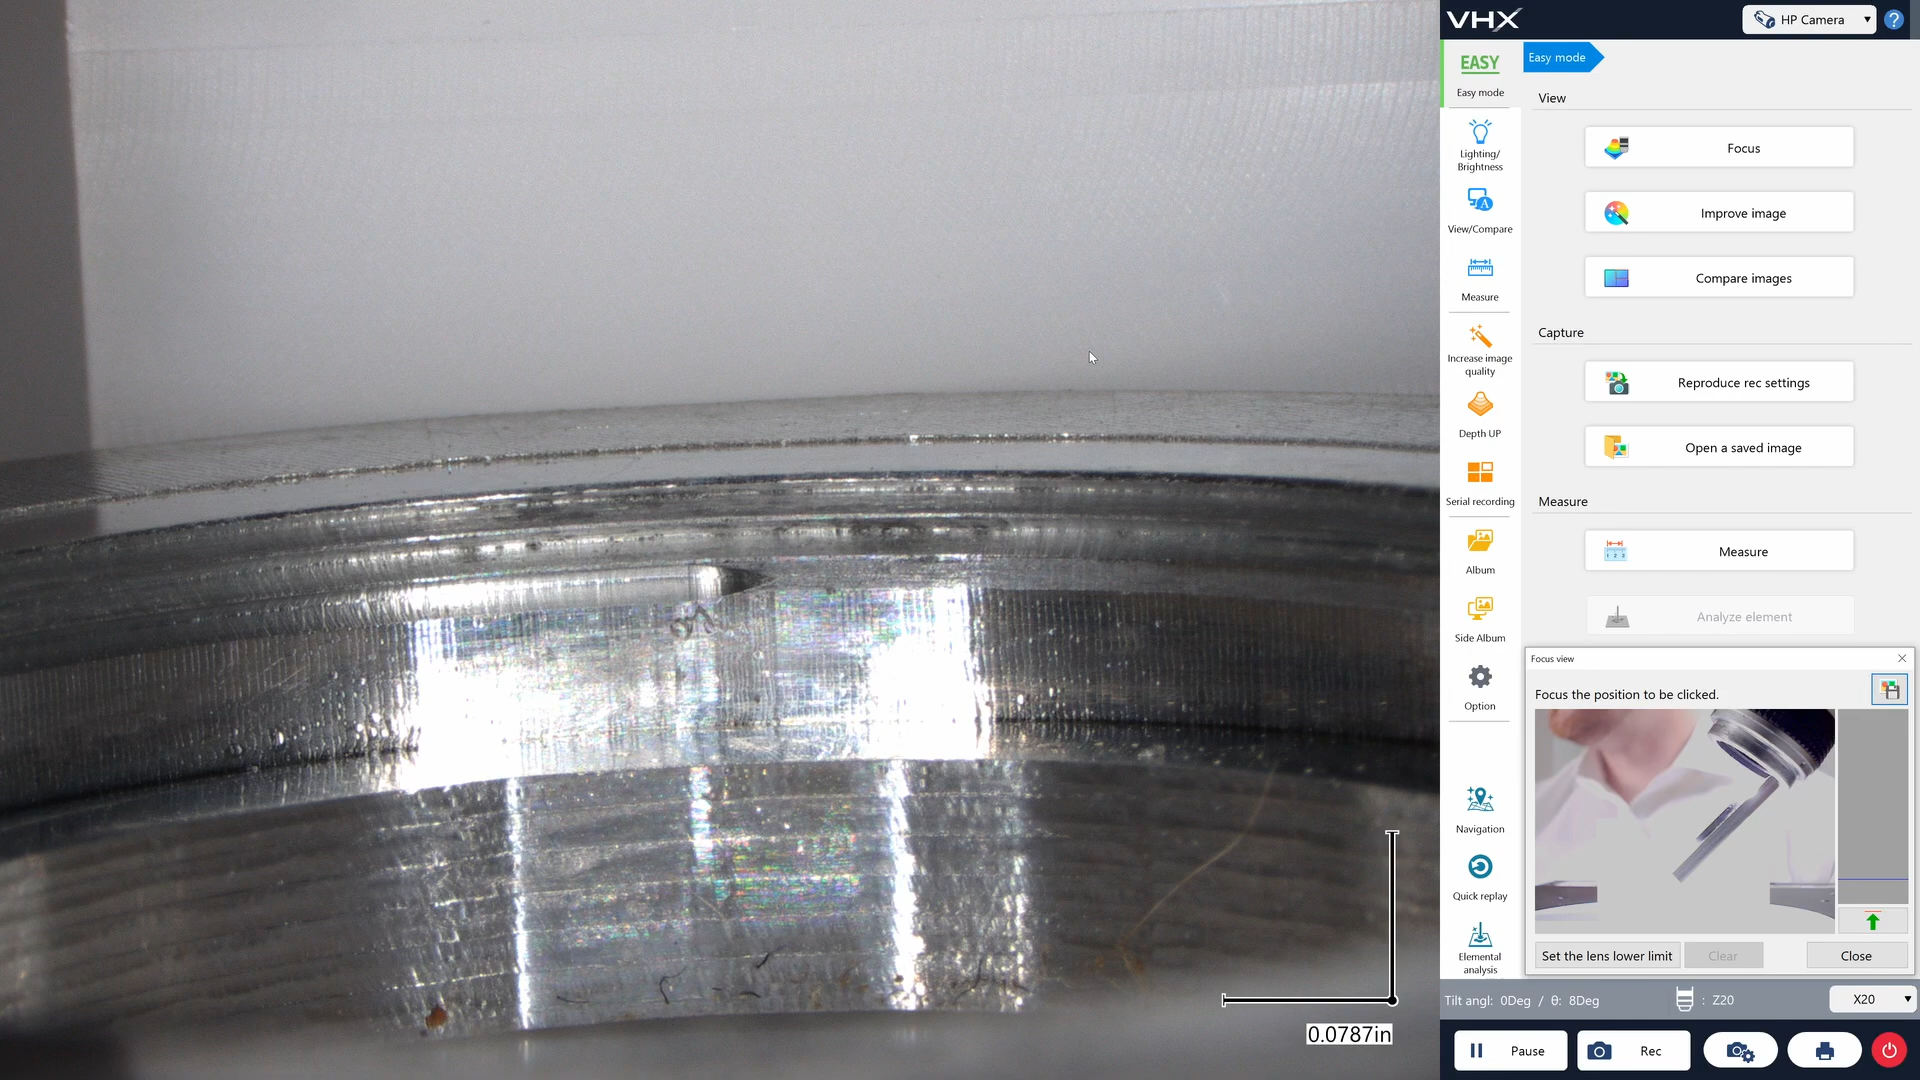 VHX
HP Camera
?
EASY
Easy mode
Easy mode
View
Lighting/
Brightness
Focus
Improve image
View/Compare
Compare images
Measure
Capture
Increase image
quality
Reproduce rec settings
Depth UP
Open a saved image
Serial recording
Measure
Measure
Album
Analyze element
Side Album
Focus view
Focus the position to be clicked.
Option
Navigation
Quick replay
Elemental
analysis
Set the lens lower limit
Clear
Close
0.0787in
Tilt angl: 0Deg / θ: 8Deg
: Z20
X20
Pause
Rec